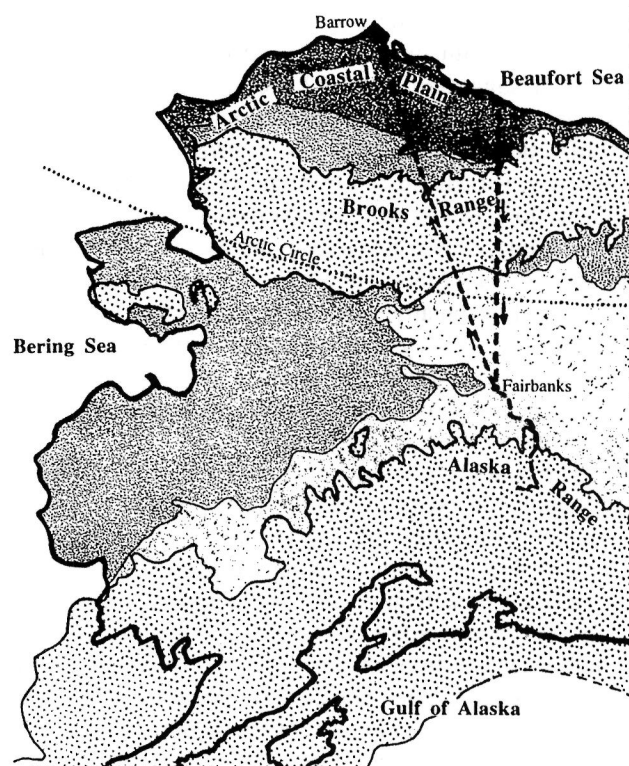 Barrow
Beaufort Sea
Arctic Coastal Plain
Brooks Range
Arctic Circle
Bering Sea
Fairbanks
Alaska Range
Gulf of Alaska